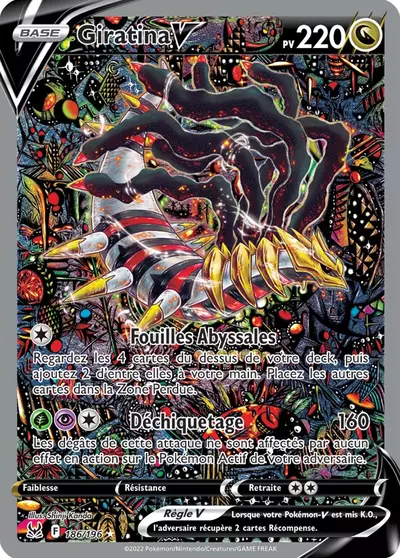 BASE
Giratina V
PV 220
Fouilles Abyssales
Regardez les 4 cartes du dessus de votre deck, puis
ajoutez 2 d'entre elles à votre main. Placez les autres
cartes dans la Zone Perdue.
Déchiquetage 160
Les dégâts de cette attaque ne sont affectés par aucun
effet en action sur le Pokémon Actif de votre adversaire.
Faiblesse Résistance Retraite
Illus. Shinji Kanda
F 186/196
Règle V
Lorsque votre Pokémon-V est mis K.O.,
l'adversaire récupère 2 cartes Récompense.
©2022 Pokémon/Nintendo/Creatures/GAME FREAK